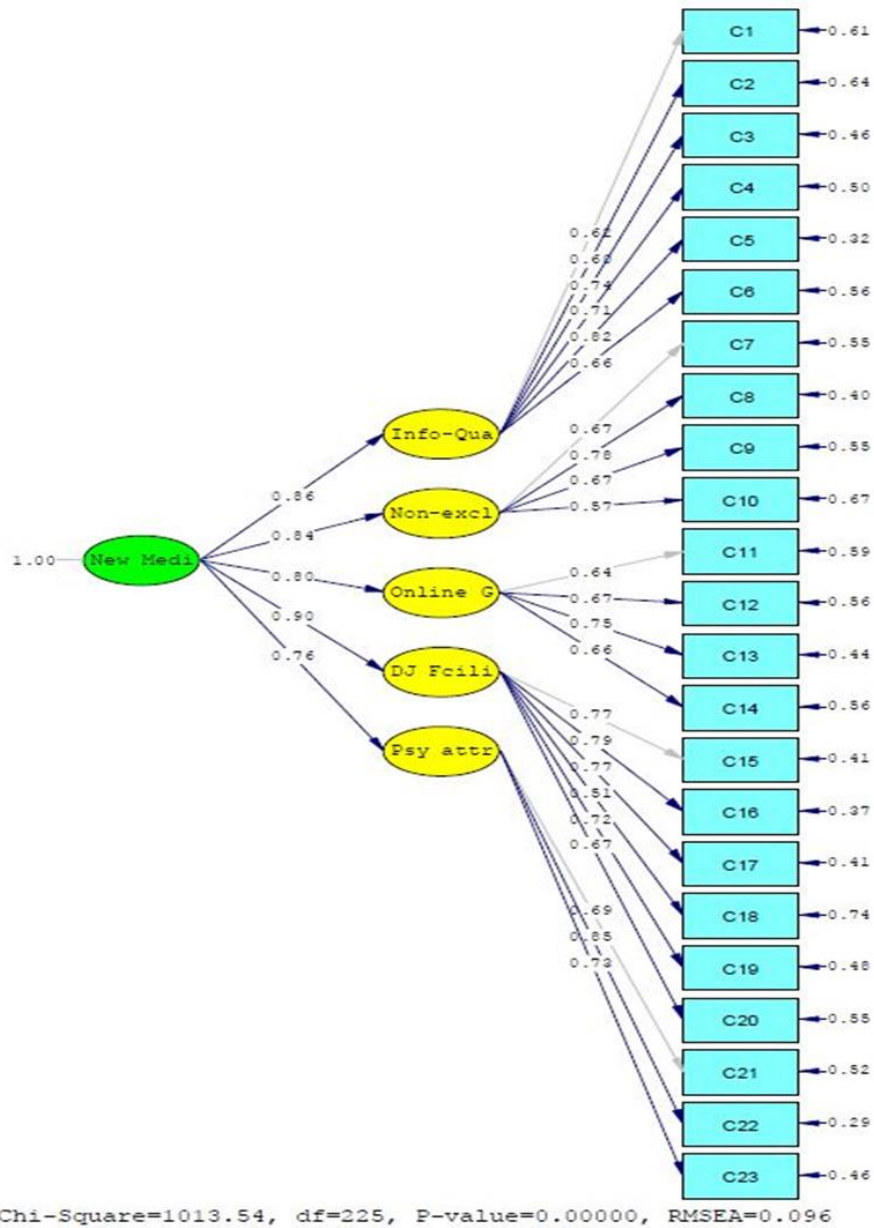 C1 0.61
C2 0.64
C3 0.46
C4 0.50
C5 0.32
C6 0.56
C7 0.55
C8 0.40
C9 0.55
C10 0.67
C11 0.59
C12 0.56
C13 0.44
C14 0.56
C15 0.41
C16 0.37
C17 0.41
C18 0.74
C19 0.48
C20 0.55
C21 0.52
C22 0.29
C23 0.46
0.62
0.60
0.74
0.71
0.82
0.66
0.67
0.78
0.67
0.57
0.64
0.67
0.75
0.66
0.77
0.79
0.77
0.51
0.72
0.67
0.69
0.85
0.73
Info-Qua
Non-excl
Online G
DJ Fcili
Psy attr
0.86
0.84
0.80
0.90
0.76
1.00 New Medi
Chi-Square=1013.54, df=225, P-value=0.00000, RMSEA=0.096